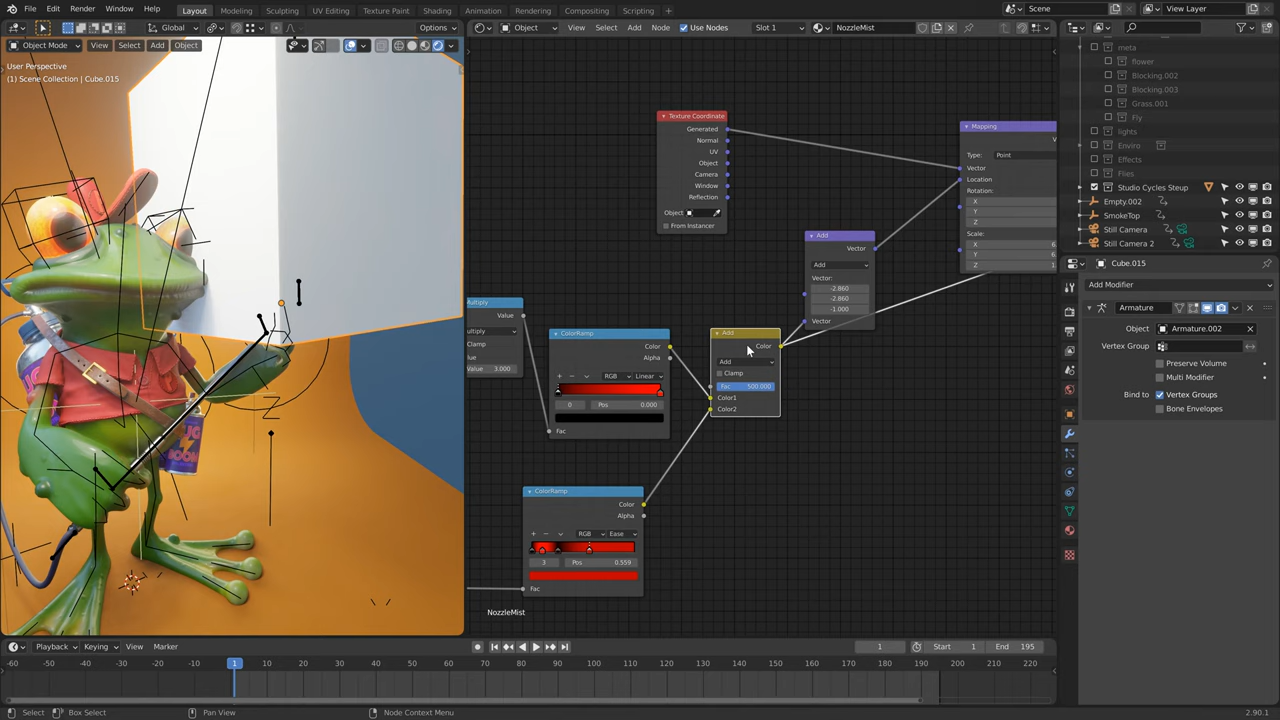 File Edit Render Window Help Layout Modeling Sculpting UV Editing Texture Paint Shading Animation Rendering Compositing Scripting Scene View Layer
Object Mode View Select Add Object Global Options
Object View Select Add Node Use Nodes Slot 1 NozzleMist
User Perspective
(1) Scene Collection | Cube.015
meta
flower
Blocking.002
Blocking.003
Grass.001
Fly
lights
Enviro
Effects
Flies
Studio Cycles Steup
Empty.002
SmokeTop
Still Camera
Still Camera 2
Texture Coordinate
Generated
Normal
UV
Object
Camera
Window
Reflection
Object
From Instancer
Mapping
V
Type: Point
Vector
Location
Rotation:
X
Y
Z
Scale:
X 6.
Y 6.
Z 1.
Add
Vector
Add
Vector:
-2.860
-2.860
-1.000
Vector
Multiply
Value
ultiply
Clamp
lue
Value 3.000
ColorRamp
Color
Alpha
RGB Linear
0 Pos 0.000
Fac
Add
Color
Add
Clamp
Fac 500.000
Color1
Color2
ColorRamp
Color
Alpha
RGB Ease
3 Pos 0.559
Fac
NozzleMist
Cube.015
Add Modifier
Armature
Object Armature.002
Vertex Group
Preserve Volume
Multi Modifier
Bind to Vertex Groups
Bone Envelopes
Playback Keying View Marker 1 Start 1 End 195
-60 -50 -40 -30 -20 -10 1 10 20 30 40 50 60 70 80 90 100 110 120 130 140 150 160 170 180 190 200 210 220
Select Box Select Pan View Node Context Menu 2.90.1